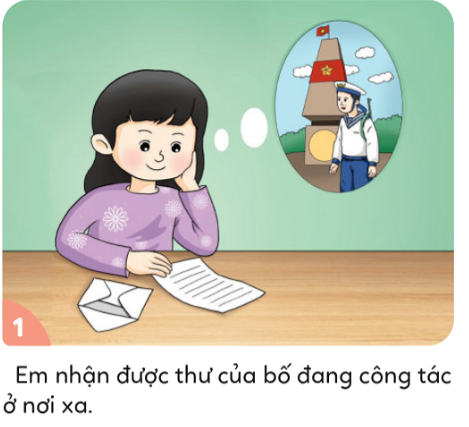 1
Em nhận được thư của bố đang công tác
ở nơi xa.